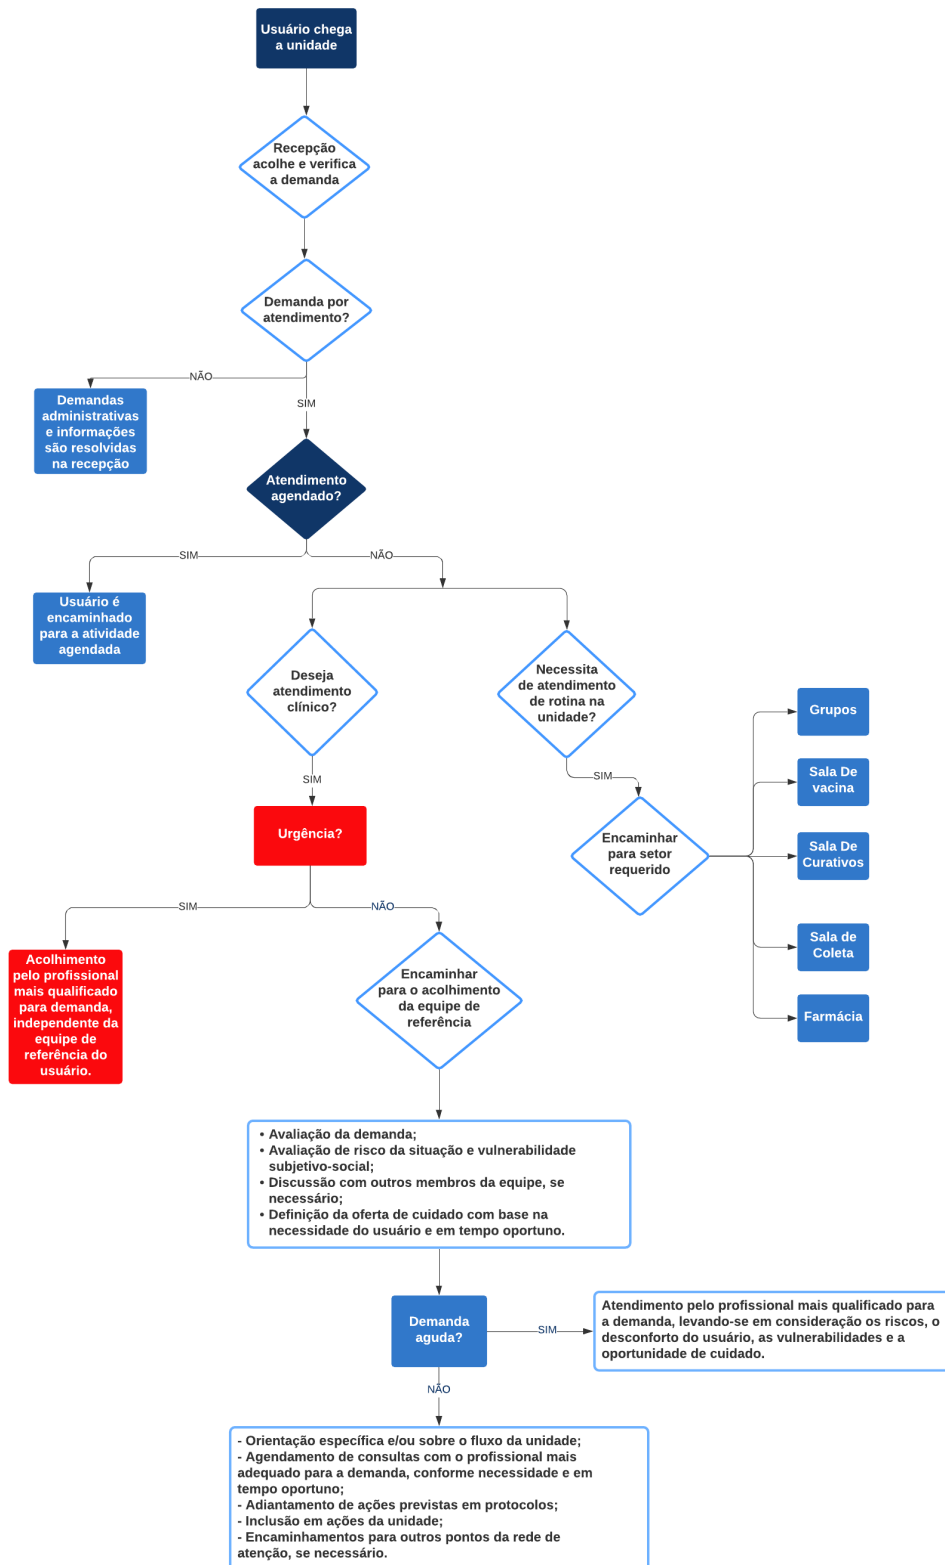 Usuário chega
a unidade
Recepção
acolhe e verifica
a demanda
Demanda por
atendimento?
NÃO
SIM
Demandas
administrativas
e informações
são resolvidas
na recepção
Atendimento
agendado?
SIM
NÃO
Usuário é
encaminhado
para a atividade
agendada
Deseja
atendimento
clínico?
Necessita
de atendimento
de rotina na
unidade?
SIM
SIM
Urgência?
Encaminhar
para setor
requerido
Grupos
Sala De
vacina
Sala De
Curativos
Sala de
Coleta
Farmácia
SIM
NÃO
Acolhimento
pelo profissional
mais qualificado
para demanda,
independente da
equipe de
referência do
usuário.
Encaminhar
para o acolhimento
da equipe de
referência
• Avaliação da demanda;
• Avaliação de risco da situação e vulnerabilidade
subjetivo-social;
• Discussão com outros membros da equipe, se
necessário;
• Definição da oferta de cuidado com base na
necessidade do usuário e em tempo oportuno.
Demanda
aguda?
SIM
Atendimento pelo profissional mais qualificado para
a demanda, levando-se em consideração os riscos, o
desconforto do usuário, as vulnerabilidades e a
oportunidade de cuidado.
NÃO
- Orientação específica e/ou sobre o fluxo da unidade;
- Agendamento de consultas com o profissional mais
adequado para a demanda, conforme necessidade e em
tempo oportuno;
- Adiantamento de ações previstas em protocolos;
- Inclusão em ações da unidade;
- Encaminhamentos para outros pontos da rede de
atenção, se necessário.